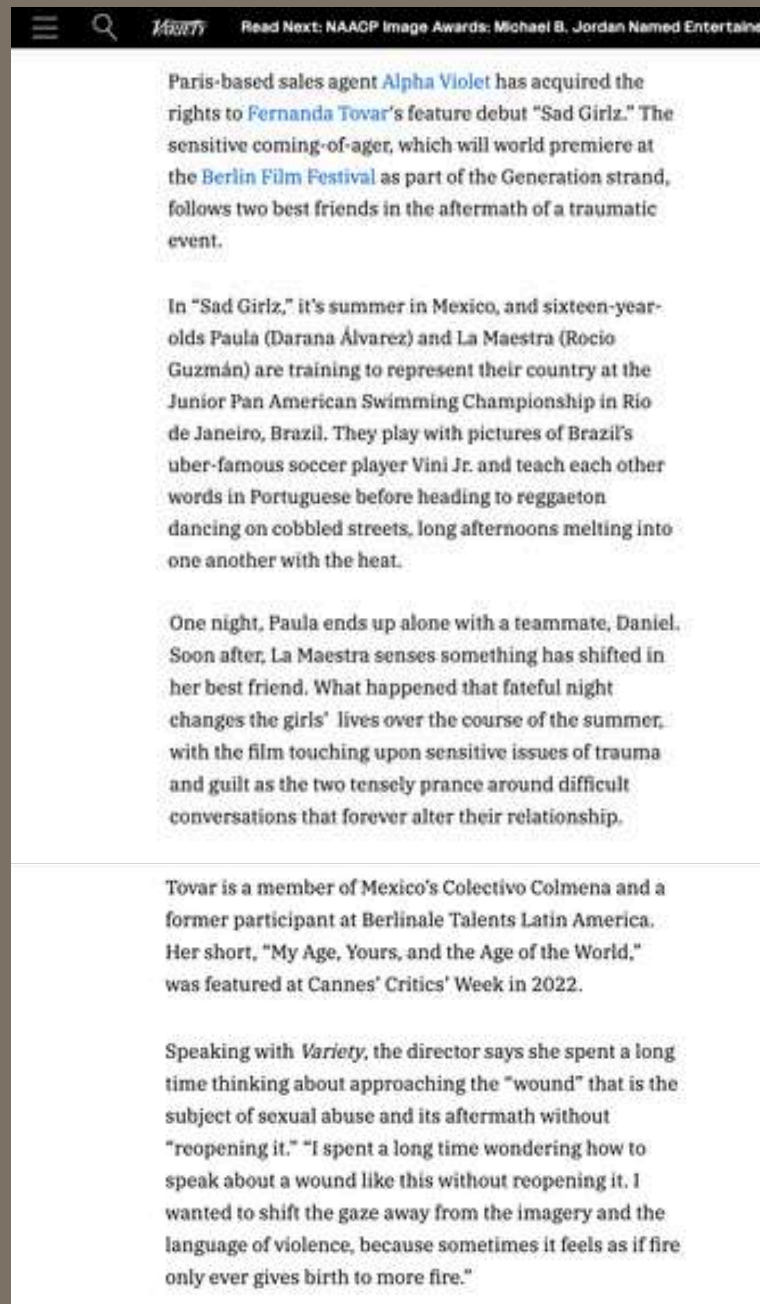 VARIETY Read Next: NAACP Image Awards: Michael B. Jordan Named Entertaine
Paris-based sales agent Alpha Violet has acquired the
rights to Fernanda Tovar's feature debut “Sad Girlz.” The
sensitive coming-of-ager, which will world premiere at
the Berlin Film Festival as part of the Generation strand,
follows two best friends in the aftermath of a traumatic
event.
In “Sad Girlz,” it's summer in Mexico, and sixteen-year-
olds Paula (Darana Álvarez) and La Maestra (Rocio
Guzmán) are training to represent their country at the
Junior Pan American Swimming Championship in Rio
de Janeiro, Brazil. They play with pictures of Brazil's
uber-famous soccer player Vini Jr. and teach each other
words in Portuguese before heading to reggaeton
dancing on cobbled streets, long afternoons melting into
one another with the heat.
One night, Paula ends up alone with a teammate, Daniel.
Soon after, La Maestra senses something has shifted in
her best friend. What happened that fateful night
changes the girls' lives over the course of the summer,
with the film touching upon sensitive issues of trauma
and guilt as the two tensely prance around difficult
conversations that forever alter their relationship.
Tovar is a member of Mexico's Colectivo Colmena and a
former participant at Berlinale Talents Latin America.
Her short, “My Age, Yours, and the Age of the World,”
was featured at Cannes' Critics' Week in 2022.
Speaking with Variety, the director says she spent a long
time thinking about approaching the “wound” that is the
subject of sexual abuse and its aftermath without
“reopening it.” “I spent a long time wondering how to
speak about a wound like this without reopening it. I
wanted to shift the gaze away from the imagery and the
language of violence, because sometimes it feels as if fire
only ever gives birth to more fire.”